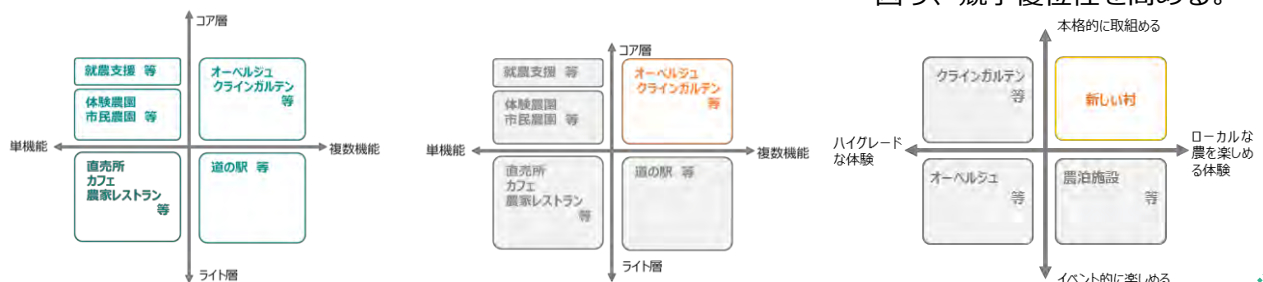 図り、競争優位性を高める。
コア層
就農支援 等
体験農園
市民農園 等
オーベルジュ
クラインガルテン
等
単機能
複数機能
直売所
カフェ
農家レストラン
等
道の駅 等
ライト層
コア層
就農支援 等
体験農園
市民農園 等
オーベルジュ
クラインガルテン
等
単機能
複数機能
直売所
カフェ
農家レストラン
等
道の駅 等
ライト層
本格的に取組める
クラインガルテン
等
新しい村
ハイグレード
な体験
ローカルな
農を楽しめ
る体験
オーベルジュ
等
農泊施設
等
イベント的に楽しめる